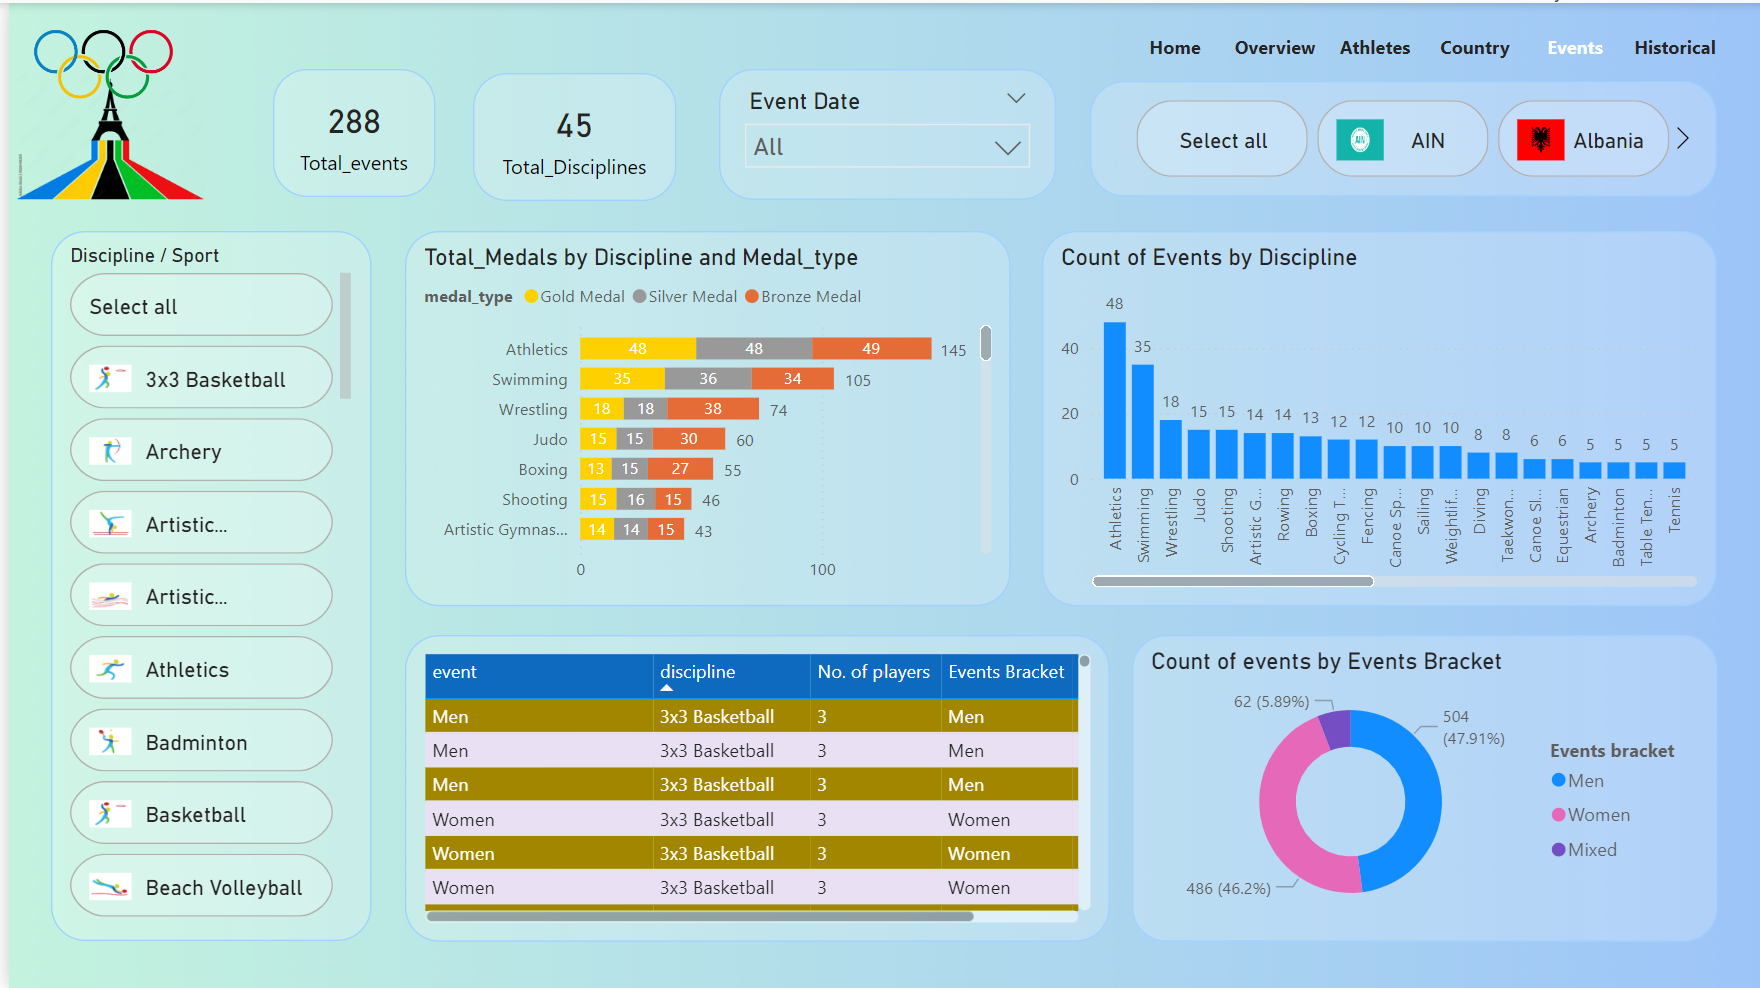 Home Overview Athletes Country Events Historical
288
Total_events
45
Total_Disciplines
Event Date
All
Select all
AIN
AIN
Albania
Discipline / Sport
Select all
3x3 Basketball
Archery
Artistic...
Artistic...
Athletics
Badminton
Basketball
Beach Volleyball
Total_Medals by Discipline and Medal_type
medal_type Gold Medal Silver Medal Bronze Medal
Athletics 48 48 49 145
Swimming 35 36 34 105
Wrestling 18 18 38 74
Judo 15 15 30 60
Boxing 13 15 27 55
Shooting 15 16 15 46
Artistic Gymnas... 14 14 15 43
0 100
Count of Events by Discipline
40
20
0
48 35 18 15 15 14 14 13 12 12 10 10 10 8 8 6 6 5 5 5 5
Athletics
Swimming
Wrestling
Judo
Shooting
Artistic G...
Rowing
Boxing
Cycling T...
Fencing
Canoe Sp...
Sailing
Weightlif...
Diving
Taekwon...
Canoe Sl...
Equestrian
Archery
Badminton
Table Ten...
Tennis
event discipline No. of players Events Bracket
Men 3x3 Basketball 3 Men
Men 3x3 Basketball 3 Men
Men 3x3 Basketball 3 Men
Women 3x3 Basketball 3 Women
Women 3x3 Basketball 3 Women
Women 3x3 Basketball 3 Women
Count of events by Events Bracket
62 (5.89%)
504
(47.91%)
486 (46.2%)
Events bracket
Men
Women
Mixed